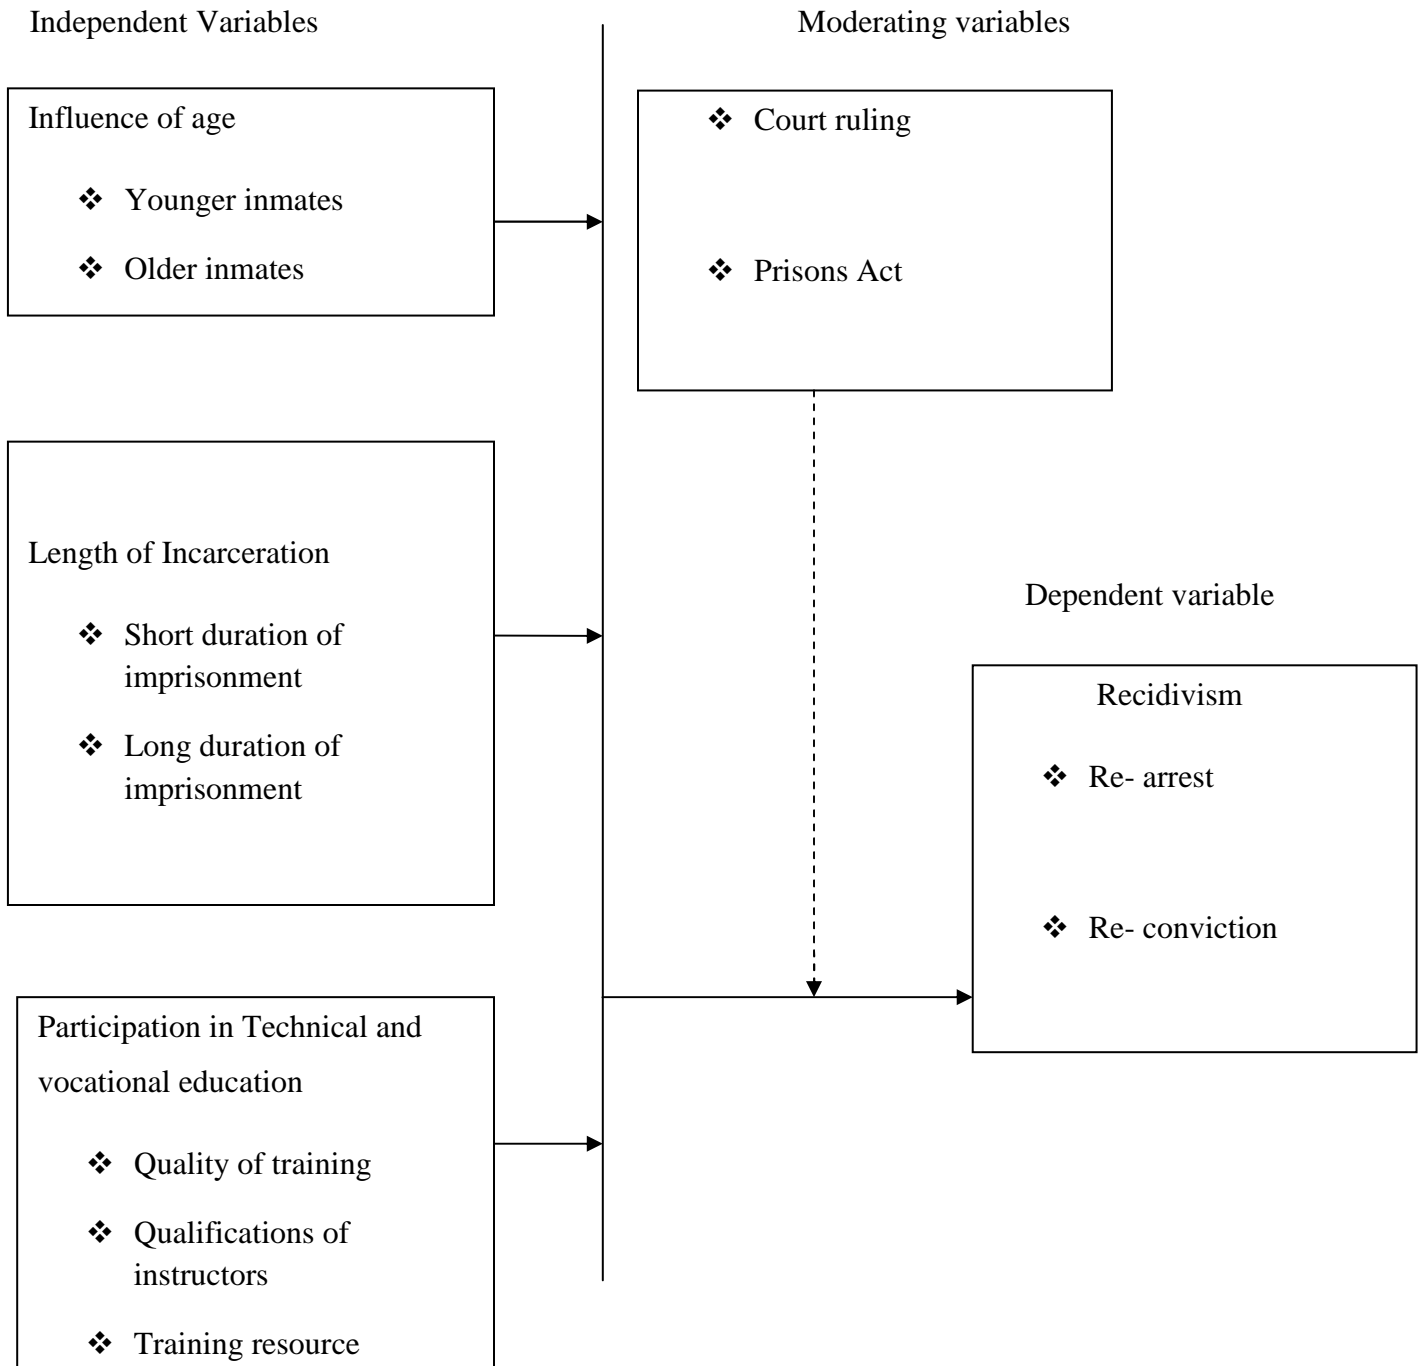 Independent Variables
Moderating variables
Influence of age
❖ Younger inmates
❖ Older inmates
❖ Court ruling
❖ Prisons Act
Length of Incarceration
❖ Short duration of
imprisonment
❖ Long duration of
imprisonment
Dependent variable
Recidivism
❖ Re- arrest
❖ Re- conviction
Participation in Technical and
vocational education
❖ Quality of training
❖ Qualifications of
instructors
❖ Training resource